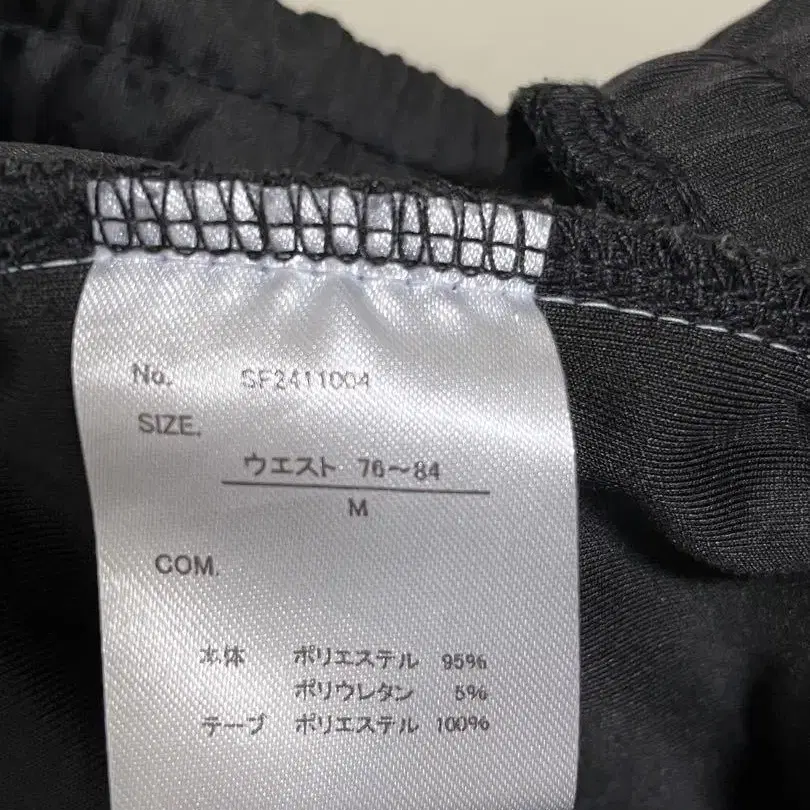 No. SF2411004
SIZE.
ウエスト 76～84
M
COM.
本体 ポリエステル 95%
ポリウレタン 5%
テープ ポリエステル 100%